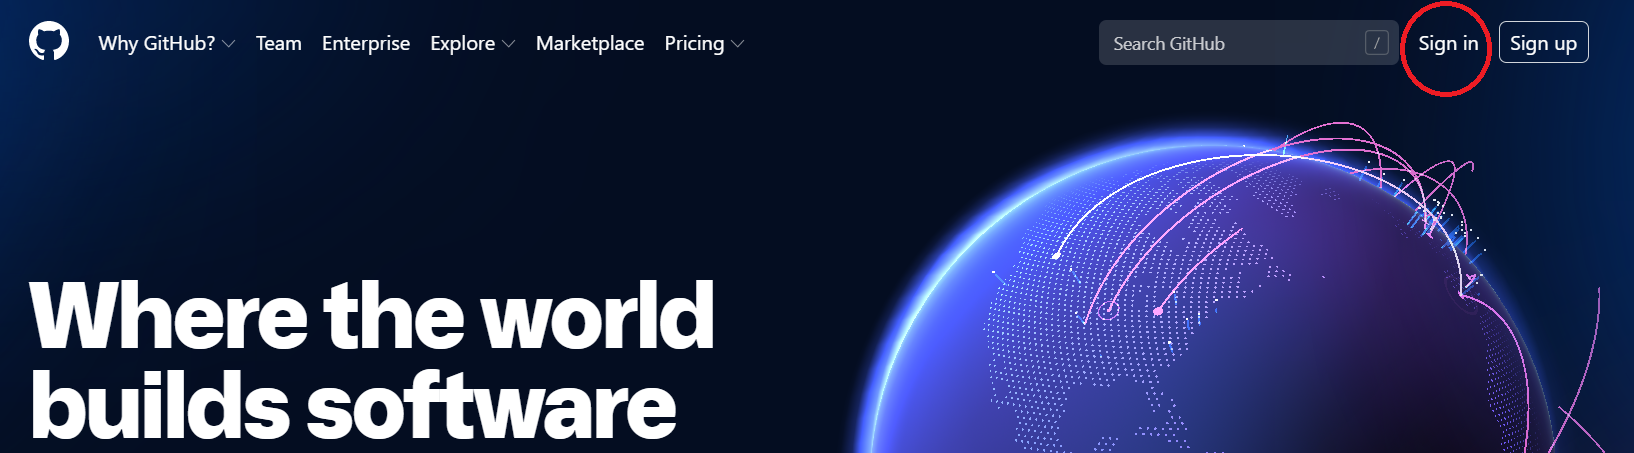 Why GitHub? Team Enterprise Explore Marketplace Pricing Search GitHub / Sign in Sign up
Where the world
builds software